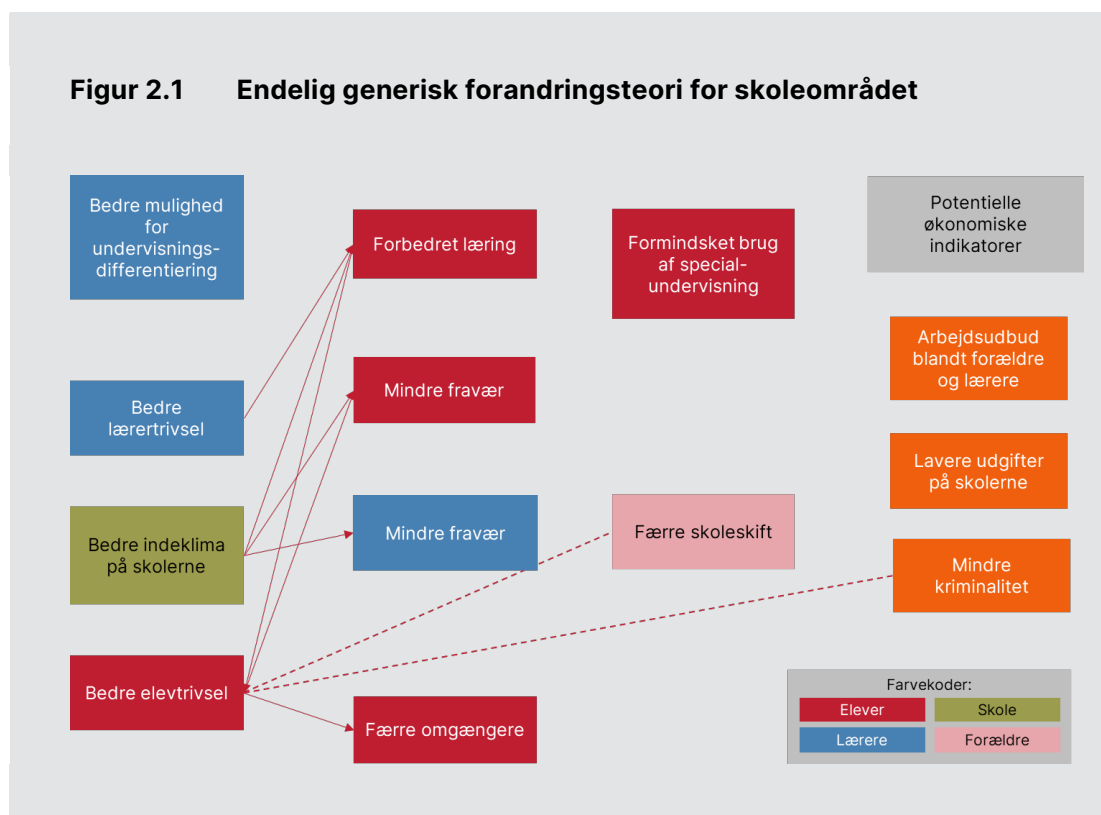 Figur 2.1 Endelig generisk forandringsteori for skoleområdet
Bedre mulighed
for
undervisnings-
differentiering
Bedre
lærertrivsel
Bedre indeklima
på skolerne
Bedre elevtrivsel
Forbedret læring
Mindre fravær
Mindre fravær
Færre omgængere
Formindsket brug
af special-
undervisning
Færre skoleskift
Potentielle
økonomiske
indikatorer
Arbejdsudbud
blandt forældre
og lærere
Lavere udgifter
på skolerne
Mindre
kriminalitet
Farvekoder:
Elever
Skole
Lærere
Forældre